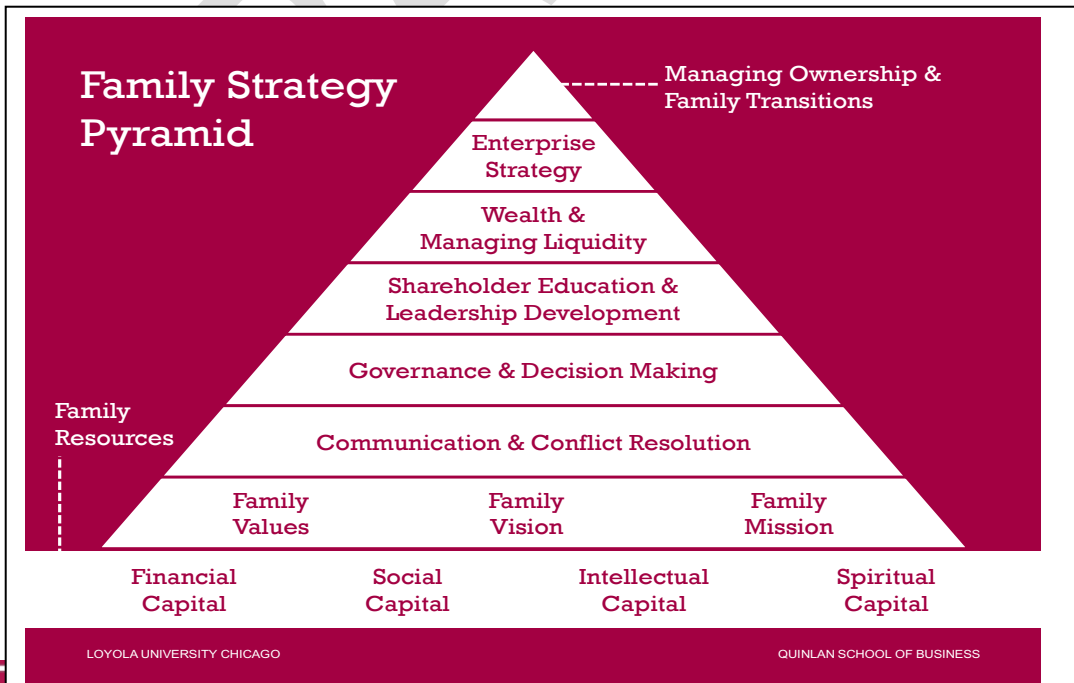 Family Strategy
Pyramid
Managing Ownership &
Family Transitions
Enterprise
Strategy
Wealth &
Managing Liquidity
Shareholder Education &
Leadership Development
Governance & Decision Making
Family
Resources
Communication & Conflict Resolution
Family
Values
Family
Vision
Family
Mission
Financial
Capital
Social
Capital
Intellectual
Capital
Spiritual
Capital
LOYOLA UNIVERSITY CHICAGO
QUINLAN SCHOOL OF BUSINESS